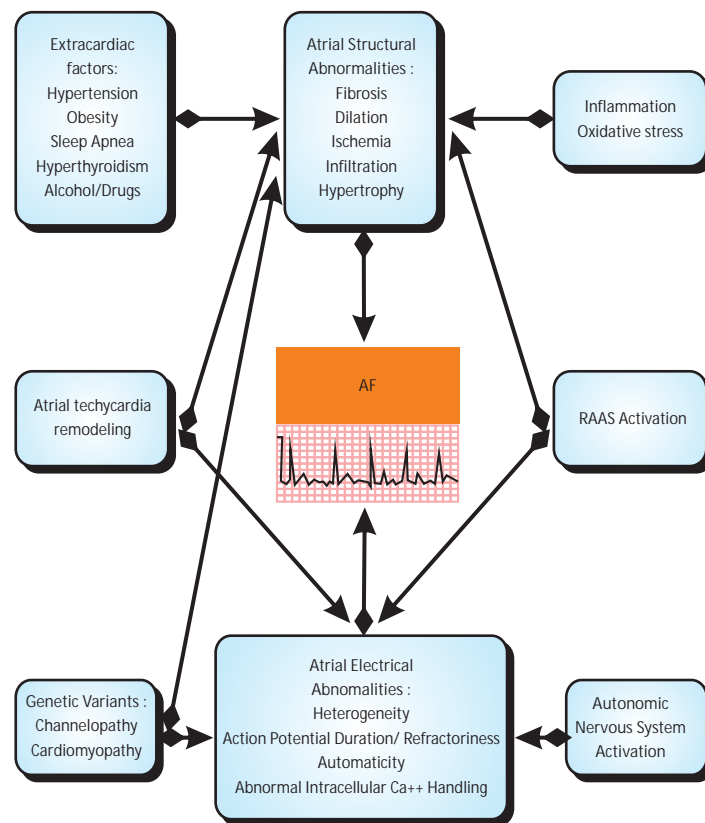 Extracardiac
factors:
Hypertension
Obesity
Sleep Apnea
Hyperthyroidism
Alcohol/Drugs
Atrial Structural
Abnormalities :
Fibrosis
Dilation
Ischemia
Infiltration
Hypertrophy
Inflammation
Oxidative stress
AF
Atrial techycardia
remodeling
RAAS Activation
Genetic Variants :
Channelopathy
Cardiomyopathy
Atrial Electrical
Abnomalities :
Heterogeneity
Action Potential Duration/ Refractoriness
Automaticity
Abnormal Intracellular Ca++ Handling
Autonomic
Nervous System
Activation